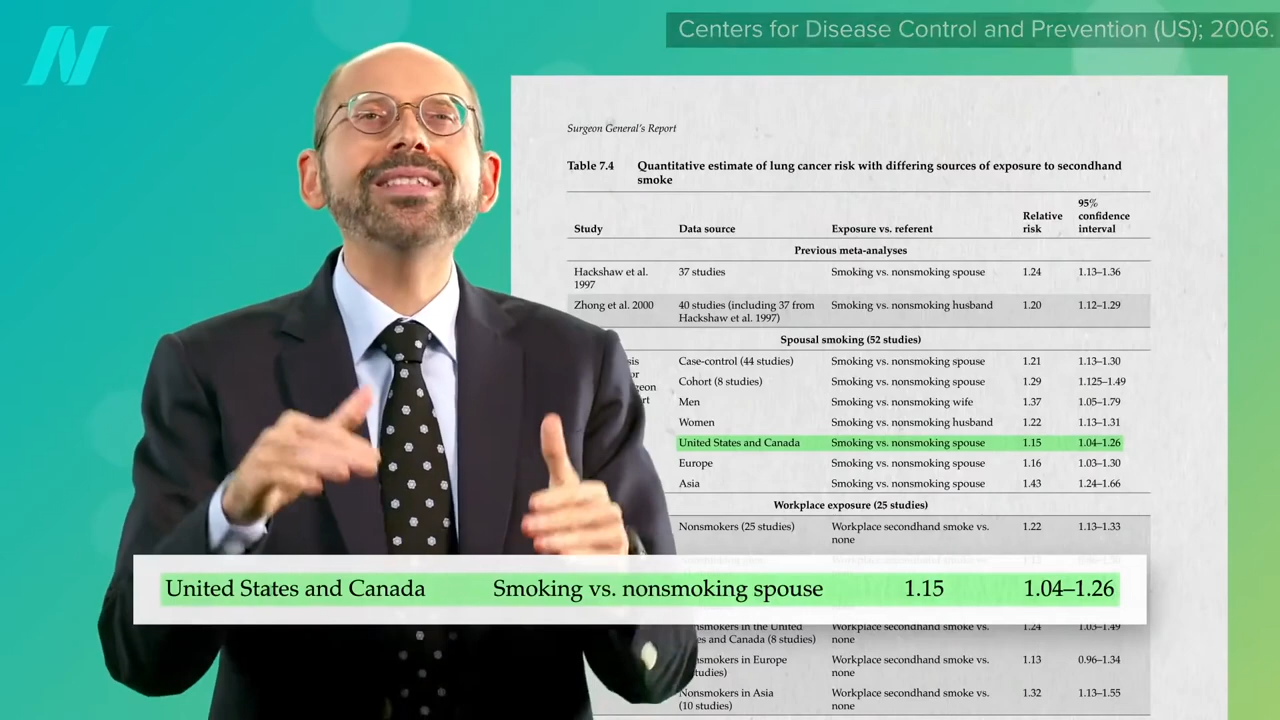 Centers for Disease Control and Prevention (US); 2006.
Surgeon General's Report
Table 7.4 Quantitative estimate of lung cancer risk with differing sources of exposure to secondhand
smoke
Study Data source Exposure vs. referent Relative risk 95% confidence interval
Previous meta-analyses
Hackshaw et al. 1997 37 studies Smoking vs. nonsmoking spouse 1.24 1.13–1.36
Zhong et al. 2000 40 studies (including 37 from Hackshaw et al. 1997) Smoking vs. nonsmoking husband 1.20 1.12–1.29
Spousal smoking (52 studies)
Case-control (44 studies) Smoking vs. nonsmoking spouse 1.21 1.13–1.30
Cohort (8 studies) Smoking vs. nonsmoking spouse 1.29 1.125–1.49
Men Smoking vs. nonsmoking wife 1.37 1.05–1.79
Women Smoking vs. nonsmoking husband 1.22 1.13–1.31
United States and Canada Smoking vs. nonsmoking spouse 1.15 1.04–1.26
Europe Smoking vs. nonsmoking spouse 1.16 1.03–1.30
Asia Smoking vs. nonsmoking spouse 1.43 1.24–1.66
Workplace exposure (25 studies)
Nonsmokers (25 studies) Workplace secondhand smoke vs. none 1.22 1.13–1.33
United States and Canada Smoking vs. nonsmoking spouse 1.15 1.04–1.26
in the United
and Canada (8 studies) Workplace secondhand smoke vs. none 1.24 1.03–1.49
in Europe Workplace secondhand smoke vs. none 1.13 0.96–1.34
Nonsmokers in Asia (10 studies) Workplace secondhand smoke vs. none 1.32 1.13–1.55